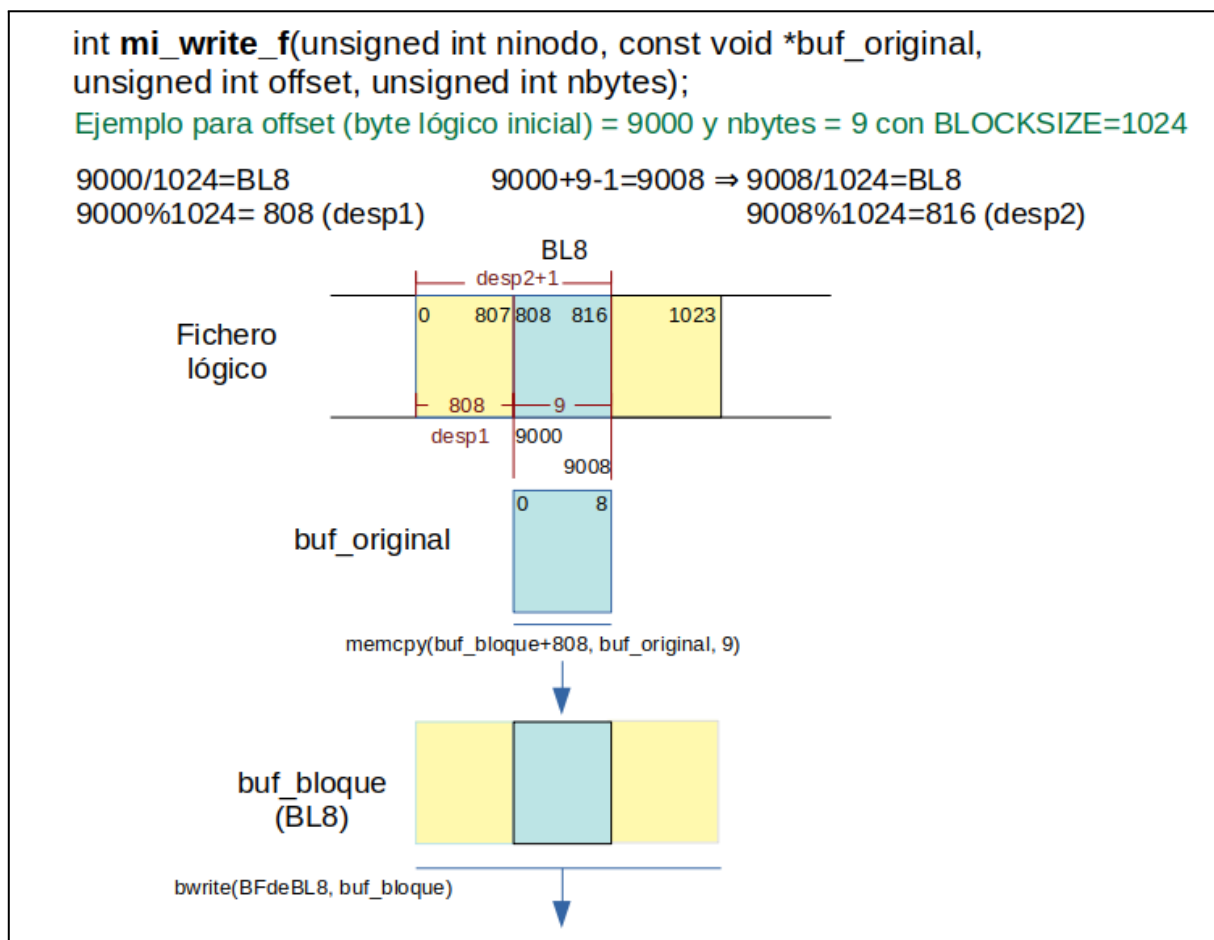 int mi_write_f(unsigned int ninodo, const void *buf_original,
unsigned int offset, unsigned int nbytes);
Ejemplo para offset (byte lógico inicial) = 9000 y nbytes = 9 con BLOCKSIZE=1024
9000/1024=BL8 9000+9-1=9008 ⇒ 9008/1024=BL8
9000%1024= 808 (desp1) 9008%1024=816 (desp2)
BL8
desp2+1
0 807 808 816 1023
Fichero
lógico
808 9
desp1 9000
9008
0 8
buf_original
memcpy(buf_bloque+808, buf_original, 9)
buf_bloque
(BL8)
bwrite(BFdeBL8, buf_bloque)